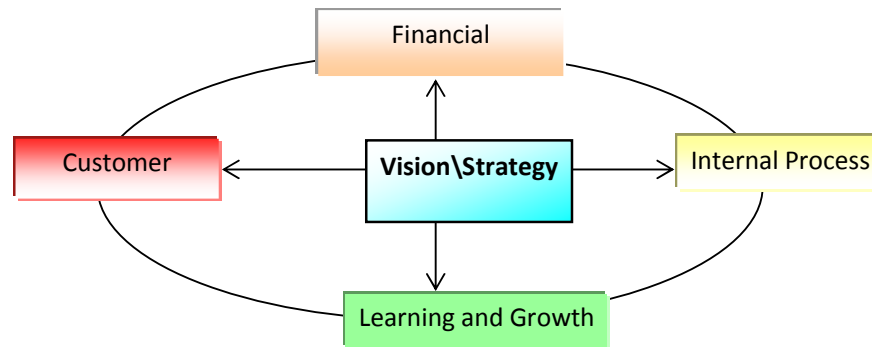 Financial
Customer
Vision\Strategy
Internal Process
Learning and Growth